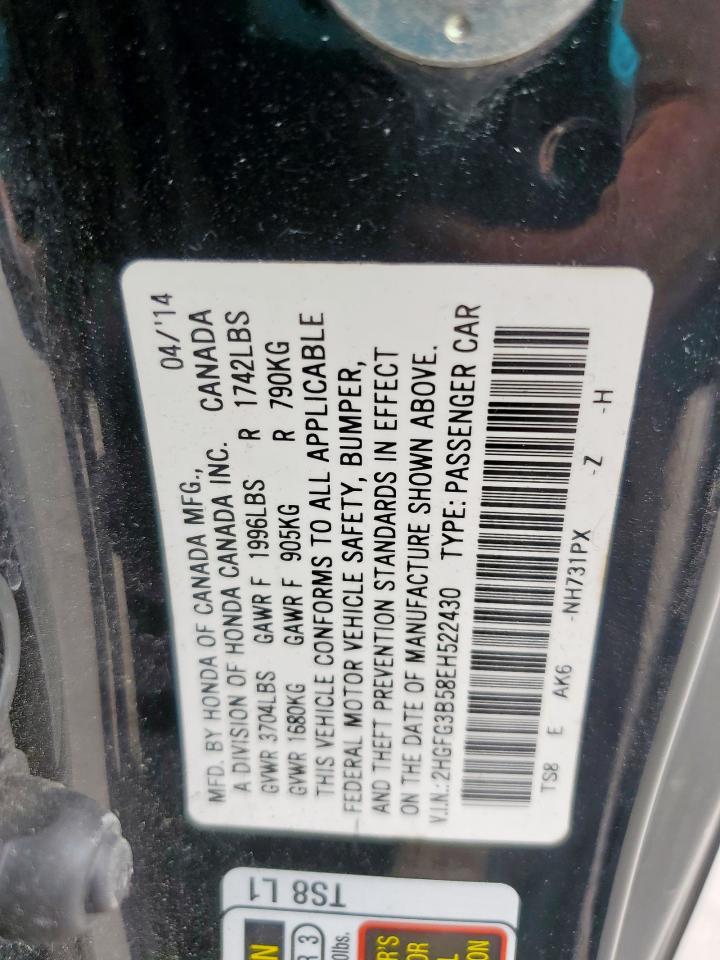 04/'14
MFD. BY HONDA OF CANADA MFG.,
A DIVISION OF HONDA CANADA INC. CANADA
GVWR 3704LBS GAWR F 1996LBS R 1742LBS
GVWR 1680KG GAWR F 905KG R 790KG
THIS VEHICLE CONFORMS TO ALL APPLICABLE
FEDERAL MOTOR VEHICLE SAFETY, BUMPER,
AND THEFT PREVENTION STANDARDS IN EFFECT
ON THE DATE OF MANUFACTURE SHOWN ABOVE.
V.I.N.: 2HGFG3B58EH522430 TYPE: PASSENGER CAR
TS8 E AK6 -NH731PX -Z -H
TS8 L1